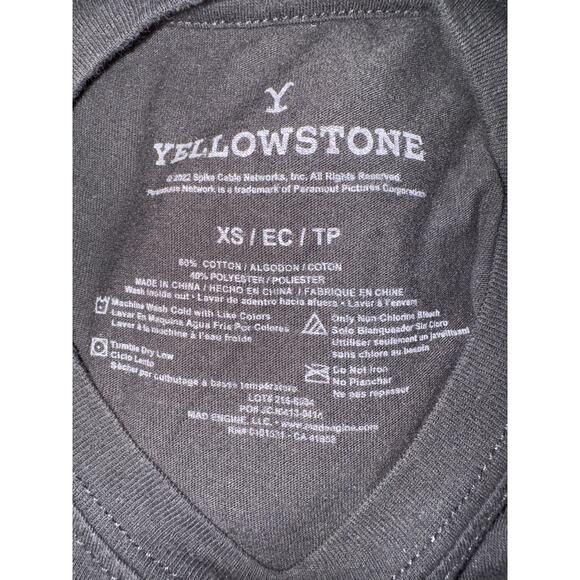 Y
YELLOWSTONE
© 2022 Spike Cable Networks, Inc. All Rights Reserved.
Paramount Network is a trademark of Paramout Pictures Corporation
XS / EC / TP
60% COTTON / ALGODON / COTON
40% POLYESTER / POLIESTER
MADE IN CHINA / HECHO EN CHINA / FABRIQUE EN CHINE
Wash inside out • Lavar de adentro hacia afuera • Laver à l'envers
Machine Wash Cold with Like Colors
Lavar En Maquina Agua Fria Por Colores
Laver à la machine à l'eau froide
Only Non-Chlorine Bleach
Solo Blanqueador Sin Cloro
Utiliser seulement un javellisant
sans chlore au besoin
Tumble Dry Low
Ciclo Lento
Sécher par culbutage à basse température
Do Not Iron
No Planchar
Ne pas repasser
LOT#
PO#
MAD ENGINE, LLC. • www.madengine.com
CA